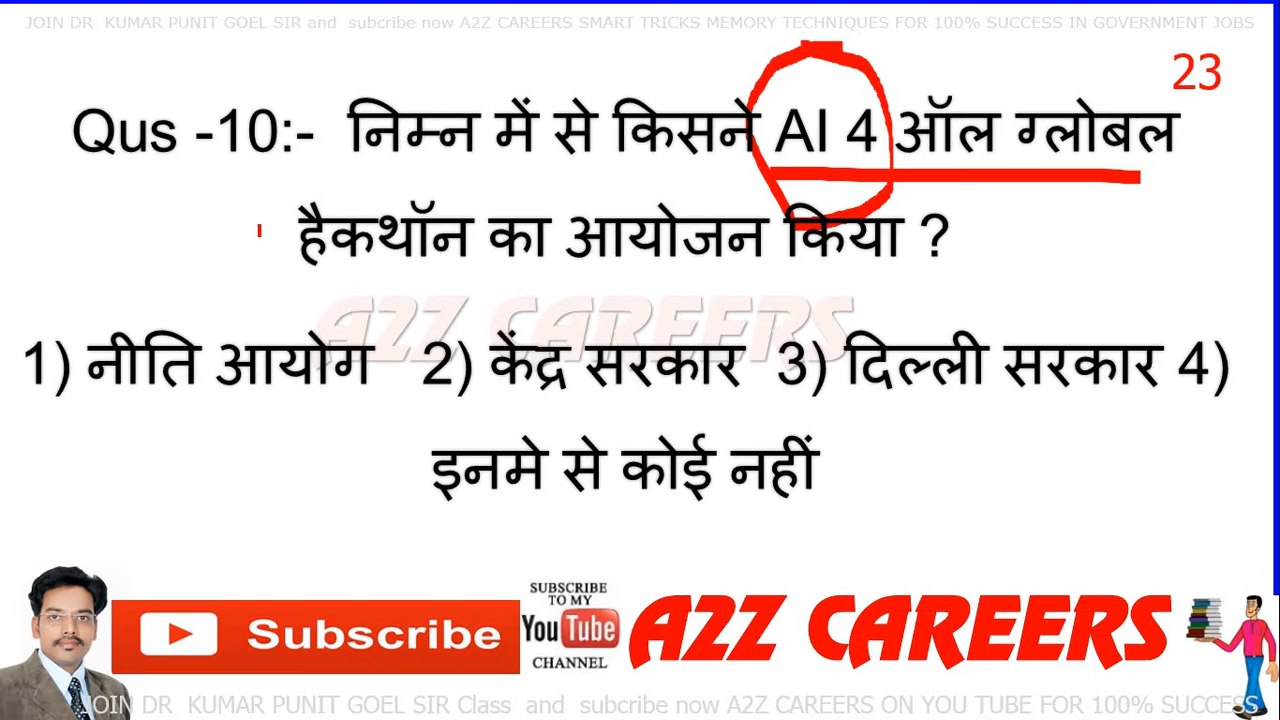 JOIN DR KUMAR PUNIT GOEL SIR and subcribe now A2Z CAREERS SMART TRICKS MEMORY TECHNIQUES FOR 100% SUCCESS IN GOVERNMENT JOBS
23
Qus -10:- निम्न में से किसने AI 4 ऑल ग्लोबल
हैकथॉन का आयोजन किया ?
A2Z CAREERS
1) नीति आयोग 2) केंद्र सरकार 3) दिल्ली सरकार 4)
इनमे से कोई नहीं
Subscribe
SUBSCRIBE
TO MY
YouTube
CHANNEL
A2Z CAREERS
JOIN DR KUMAR PUNIT GOEL SIR Class and subcribe now A2Z CAREERS ON YOU TUBE FOR 100% SUCCESS